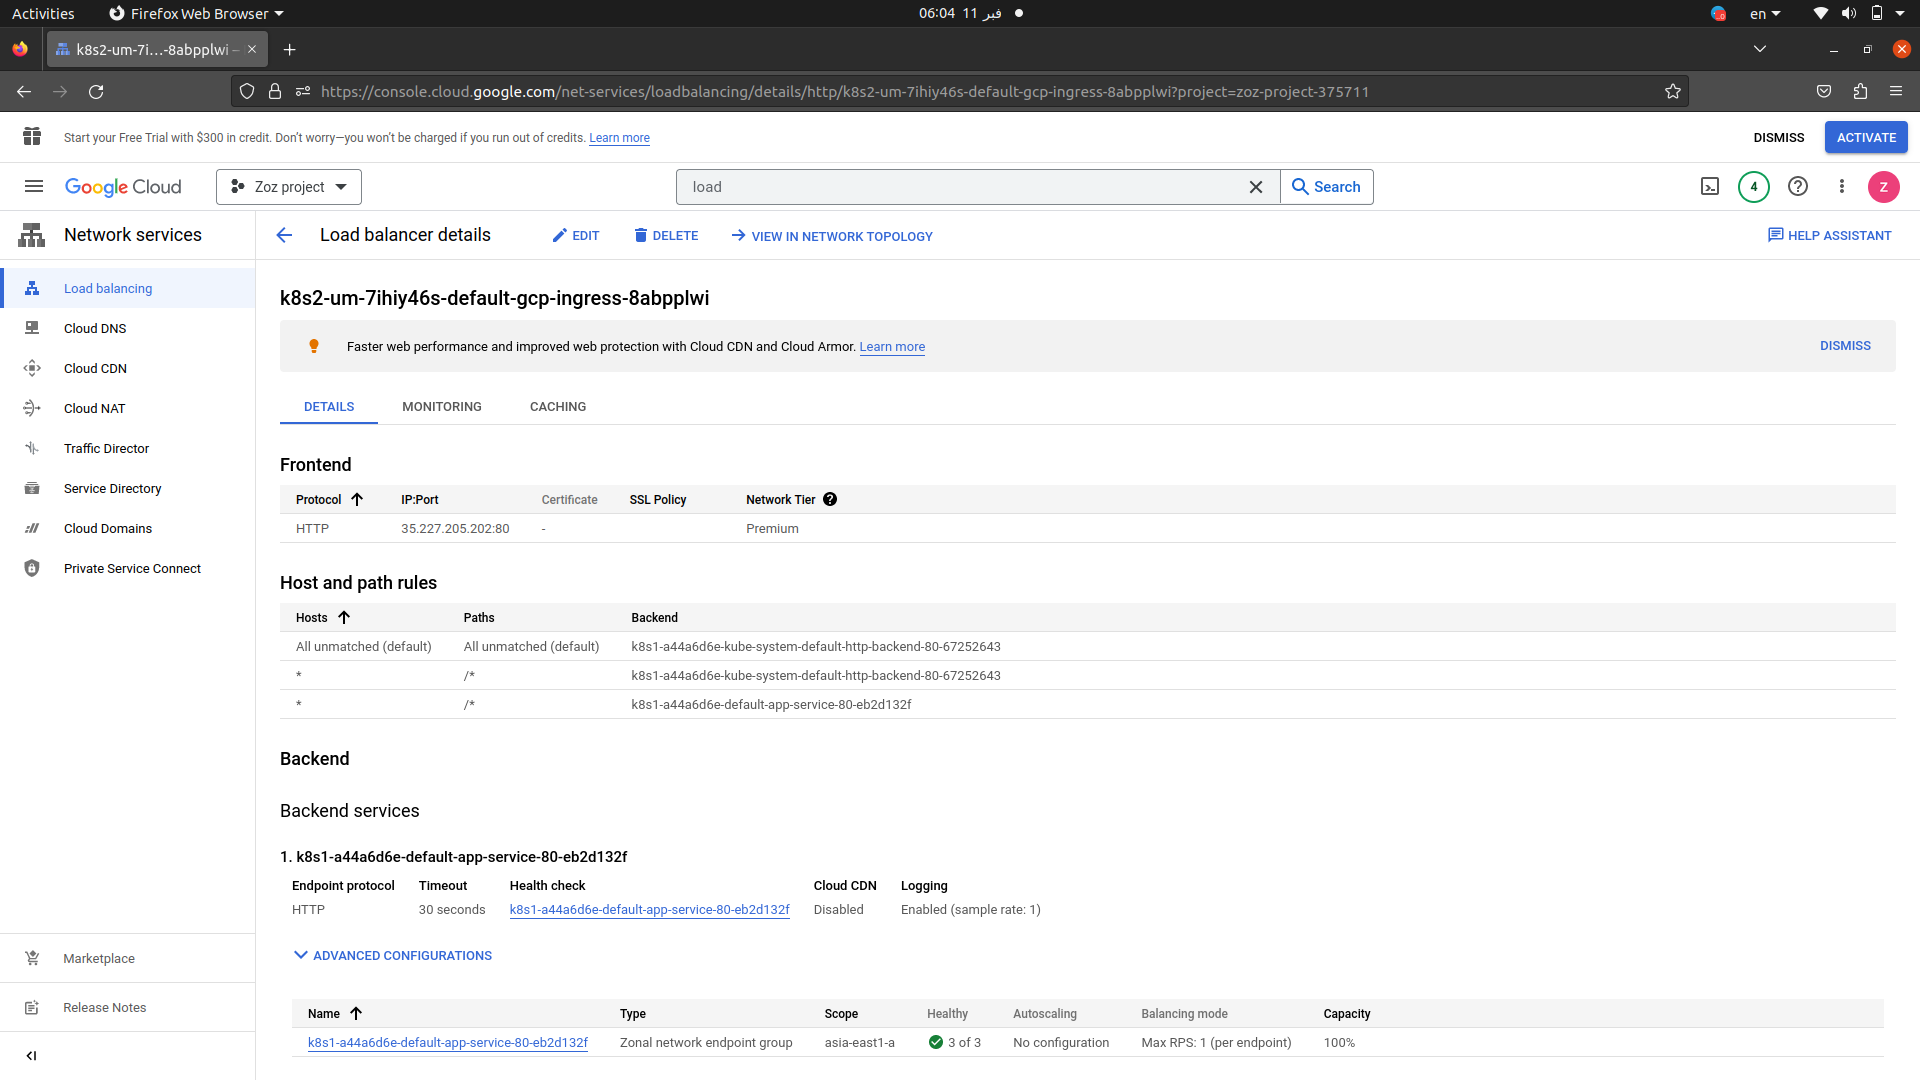 Activities Firefox Web Browser 06:04 11 فبر en
k8s2-um-7i…-8abpplwi –
https://console.cloud.google.com/net-services/loadbalancing/details/http/k8s2-um-7ihiy46s-default-gcp-ingress-8abpplwi?project=zoz-project-375711
Start your Free Trial with $300 in credit. Don't worry—you won't be charged if you run out of credits. Learn more DISMISS ACTIVATE
Google Cloud Zoz project load Search 4 Z
Network services Load balancer details EDIT DELETE VIEW IN NETWORK TOPOLOGY HELP ASSISTANT
Load balancing
Cloud DNS
Cloud CDN
Cloud NAT
Traffic Director
Service Directory
Cloud Domains
Private Service Connect
Marketplace
Release Notes
k8s2-um-7ihiy46s-default-gcp-ingress-8abpplwi
Faster web performance and improved web protection with Cloud CDN and Cloud Armor. Learn more DISMISS
DETAILS MONITORING CACHING
Frontend
Protocol IP:Port Certificate SSL Policy Network Tier
HTTP 35.227.205.202:80 - Premium
Host and path rules
Hosts Paths Backend
All unmatched (default) All unmatched (default) k8s1-a44a6d6e-kube-system-default-http-backend-80-67252643
* /* k8s1-a44a6d6e-kube-system-default-http-backend-80-67252643
* /* k8s1-a44a6d6e-default-app-service-80-eb2d132f
Backend
Backend services
1. k8s1-a44a6d6e-default-app-service-80-eb2d132f
Endpoint protocol Timeout Health check Cloud CDN Logging
HTTP 30 seconds k8s1-a44a6d6e-default-app-service-80-eb2d132f Disabled Enabled (sample rate: 1)
ADVANCED CONFIGURATIONS
Name Type Scope Healthy Autoscaling Balancing mode Capacity
k8s1-a44a6d6e-default-app-service-80-eb2d132f Zonal network endpoint group asia-east1-a 3 of 3 No configuration Max RPS: 1 (per endpoint) 100%